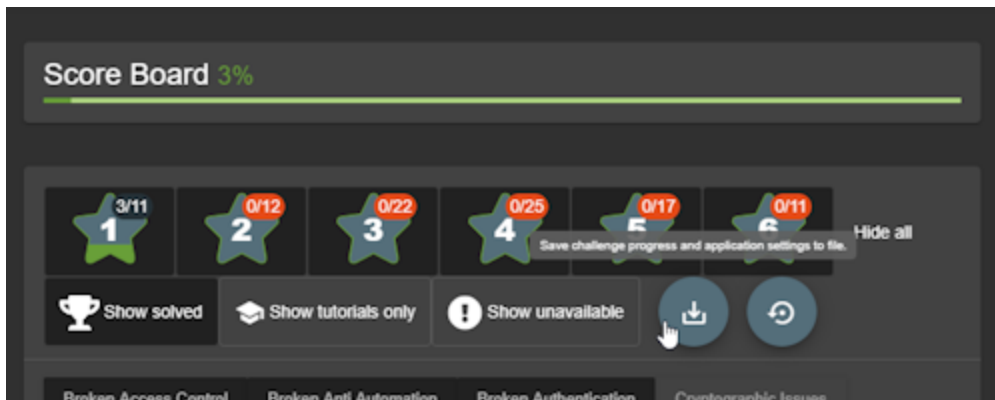 Score Board 3%
3/11 0/12 0/22 0/25 0/17 0/11
1 2 3 4 5 6 Hide all
Save challenge progress and application settings to file.
Show solved Show tutorials only ! Show unavailable
Broken Access Control Broken Anti Automation Broken Authentication Cryptographic Issues